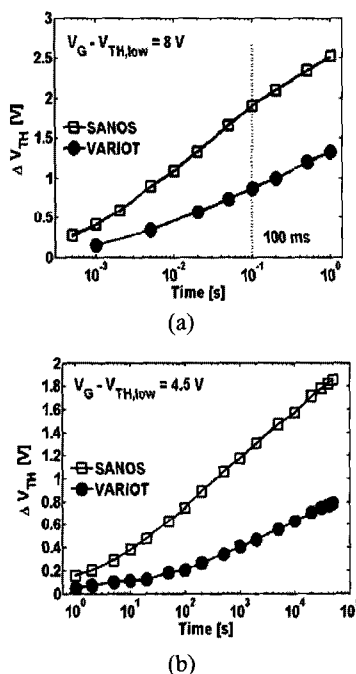 3
V_G - V_TH,low = 8 V
2.5
2
1.5
1
0.5
0
Δ V_TH [V]
SANOS
VARIOT
100 ms
10^-3
10^-2
10^-1
10^0
Time [s]
(a)
2
V_G - V_TH,low = 4.5 V
1.8
1.6
1.4
1.2
1
0.8
0.6
0.4
0.2
0
Δ V_TH [V]
SANOS
VARIOT
10^0
10^1
10^2
10^3
10^4
10^5
Time [s]
(b)